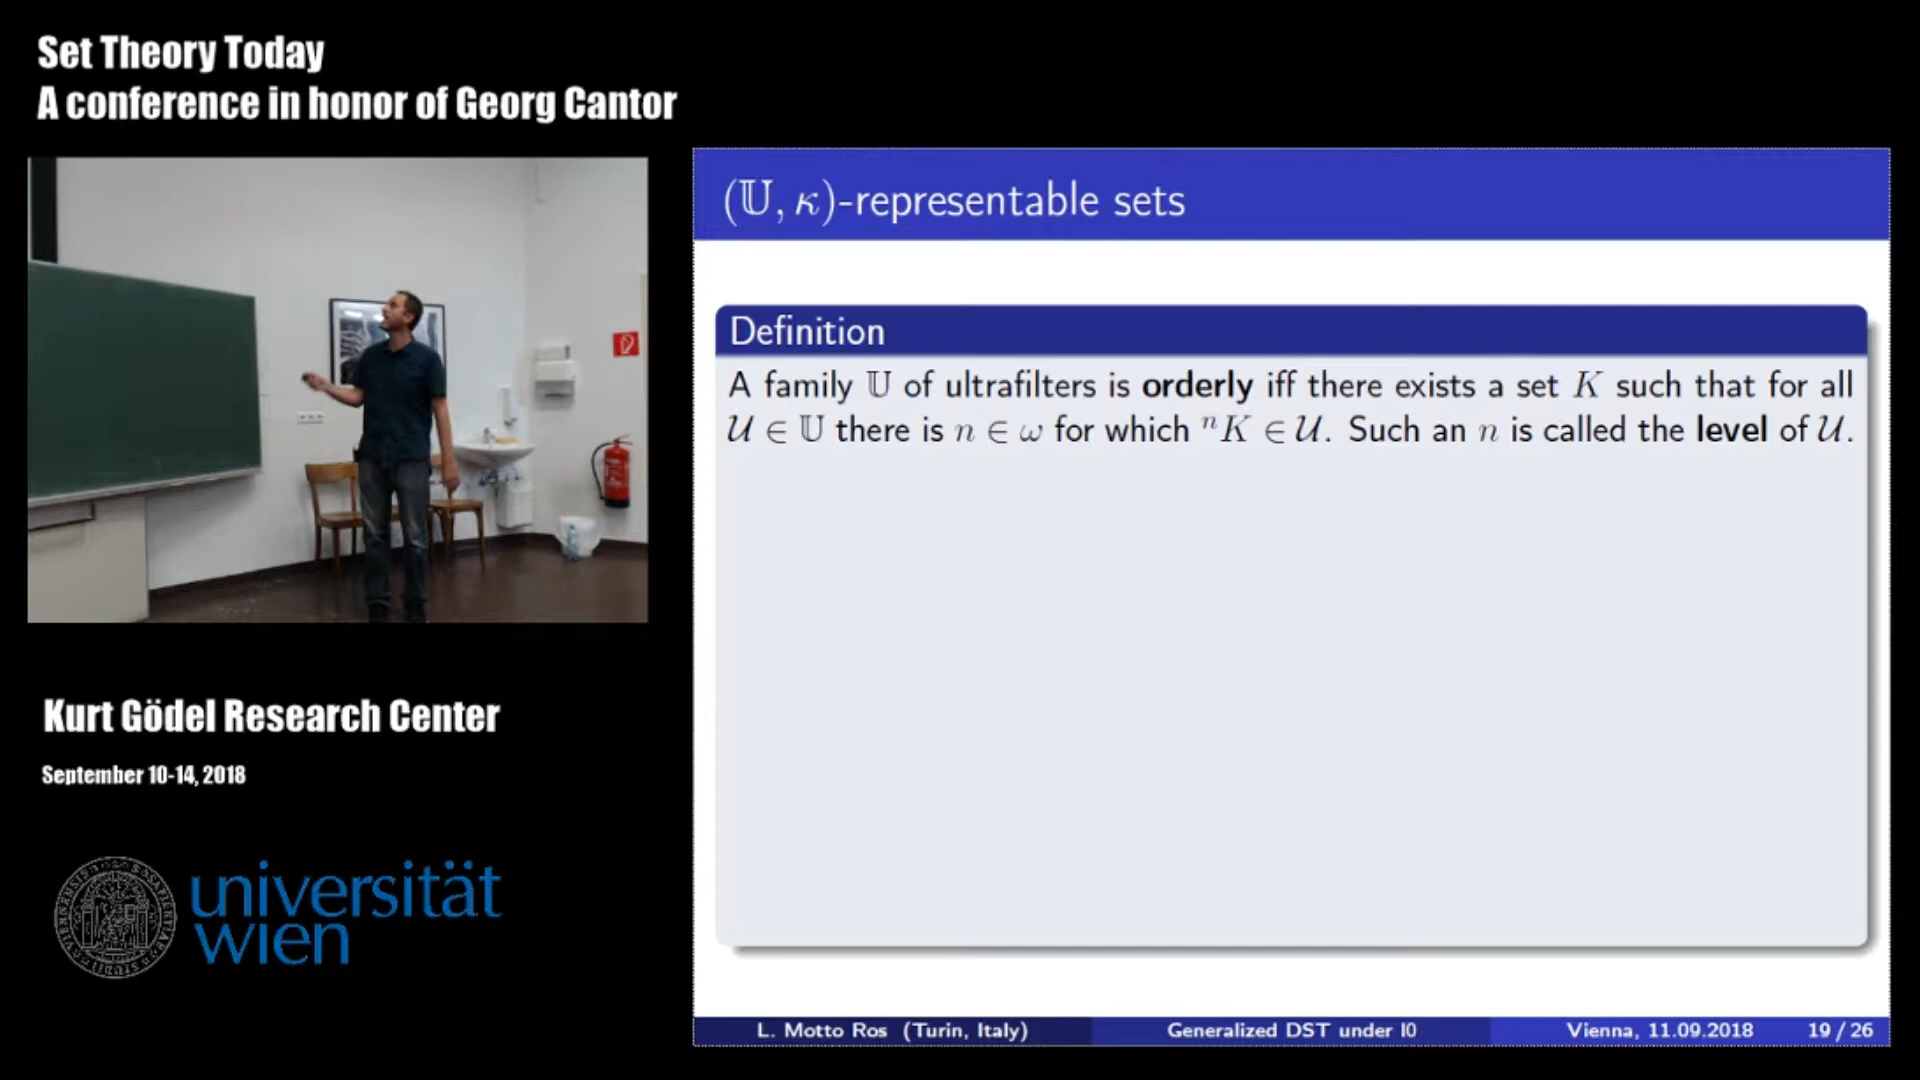 Set Theory Today
A conference in honor of Georg Cantor
(𝕌, κ)-representable sets
Definition
A family 𝕌 of ultrafilters is orderly iff there exists a set K such that for all
𝒰 ∈ 𝕌 there is n ∈ ω for which ⁿK ∈ 𝒰. Such an n is called the level of 𝒰.
Kurt Gödel Research Center
September 10-14, 2018
universität
wien
L. Motto Ros (Turin, Italy) Generalized DST under I0 Vienna, 11.09.2018 19 / 26